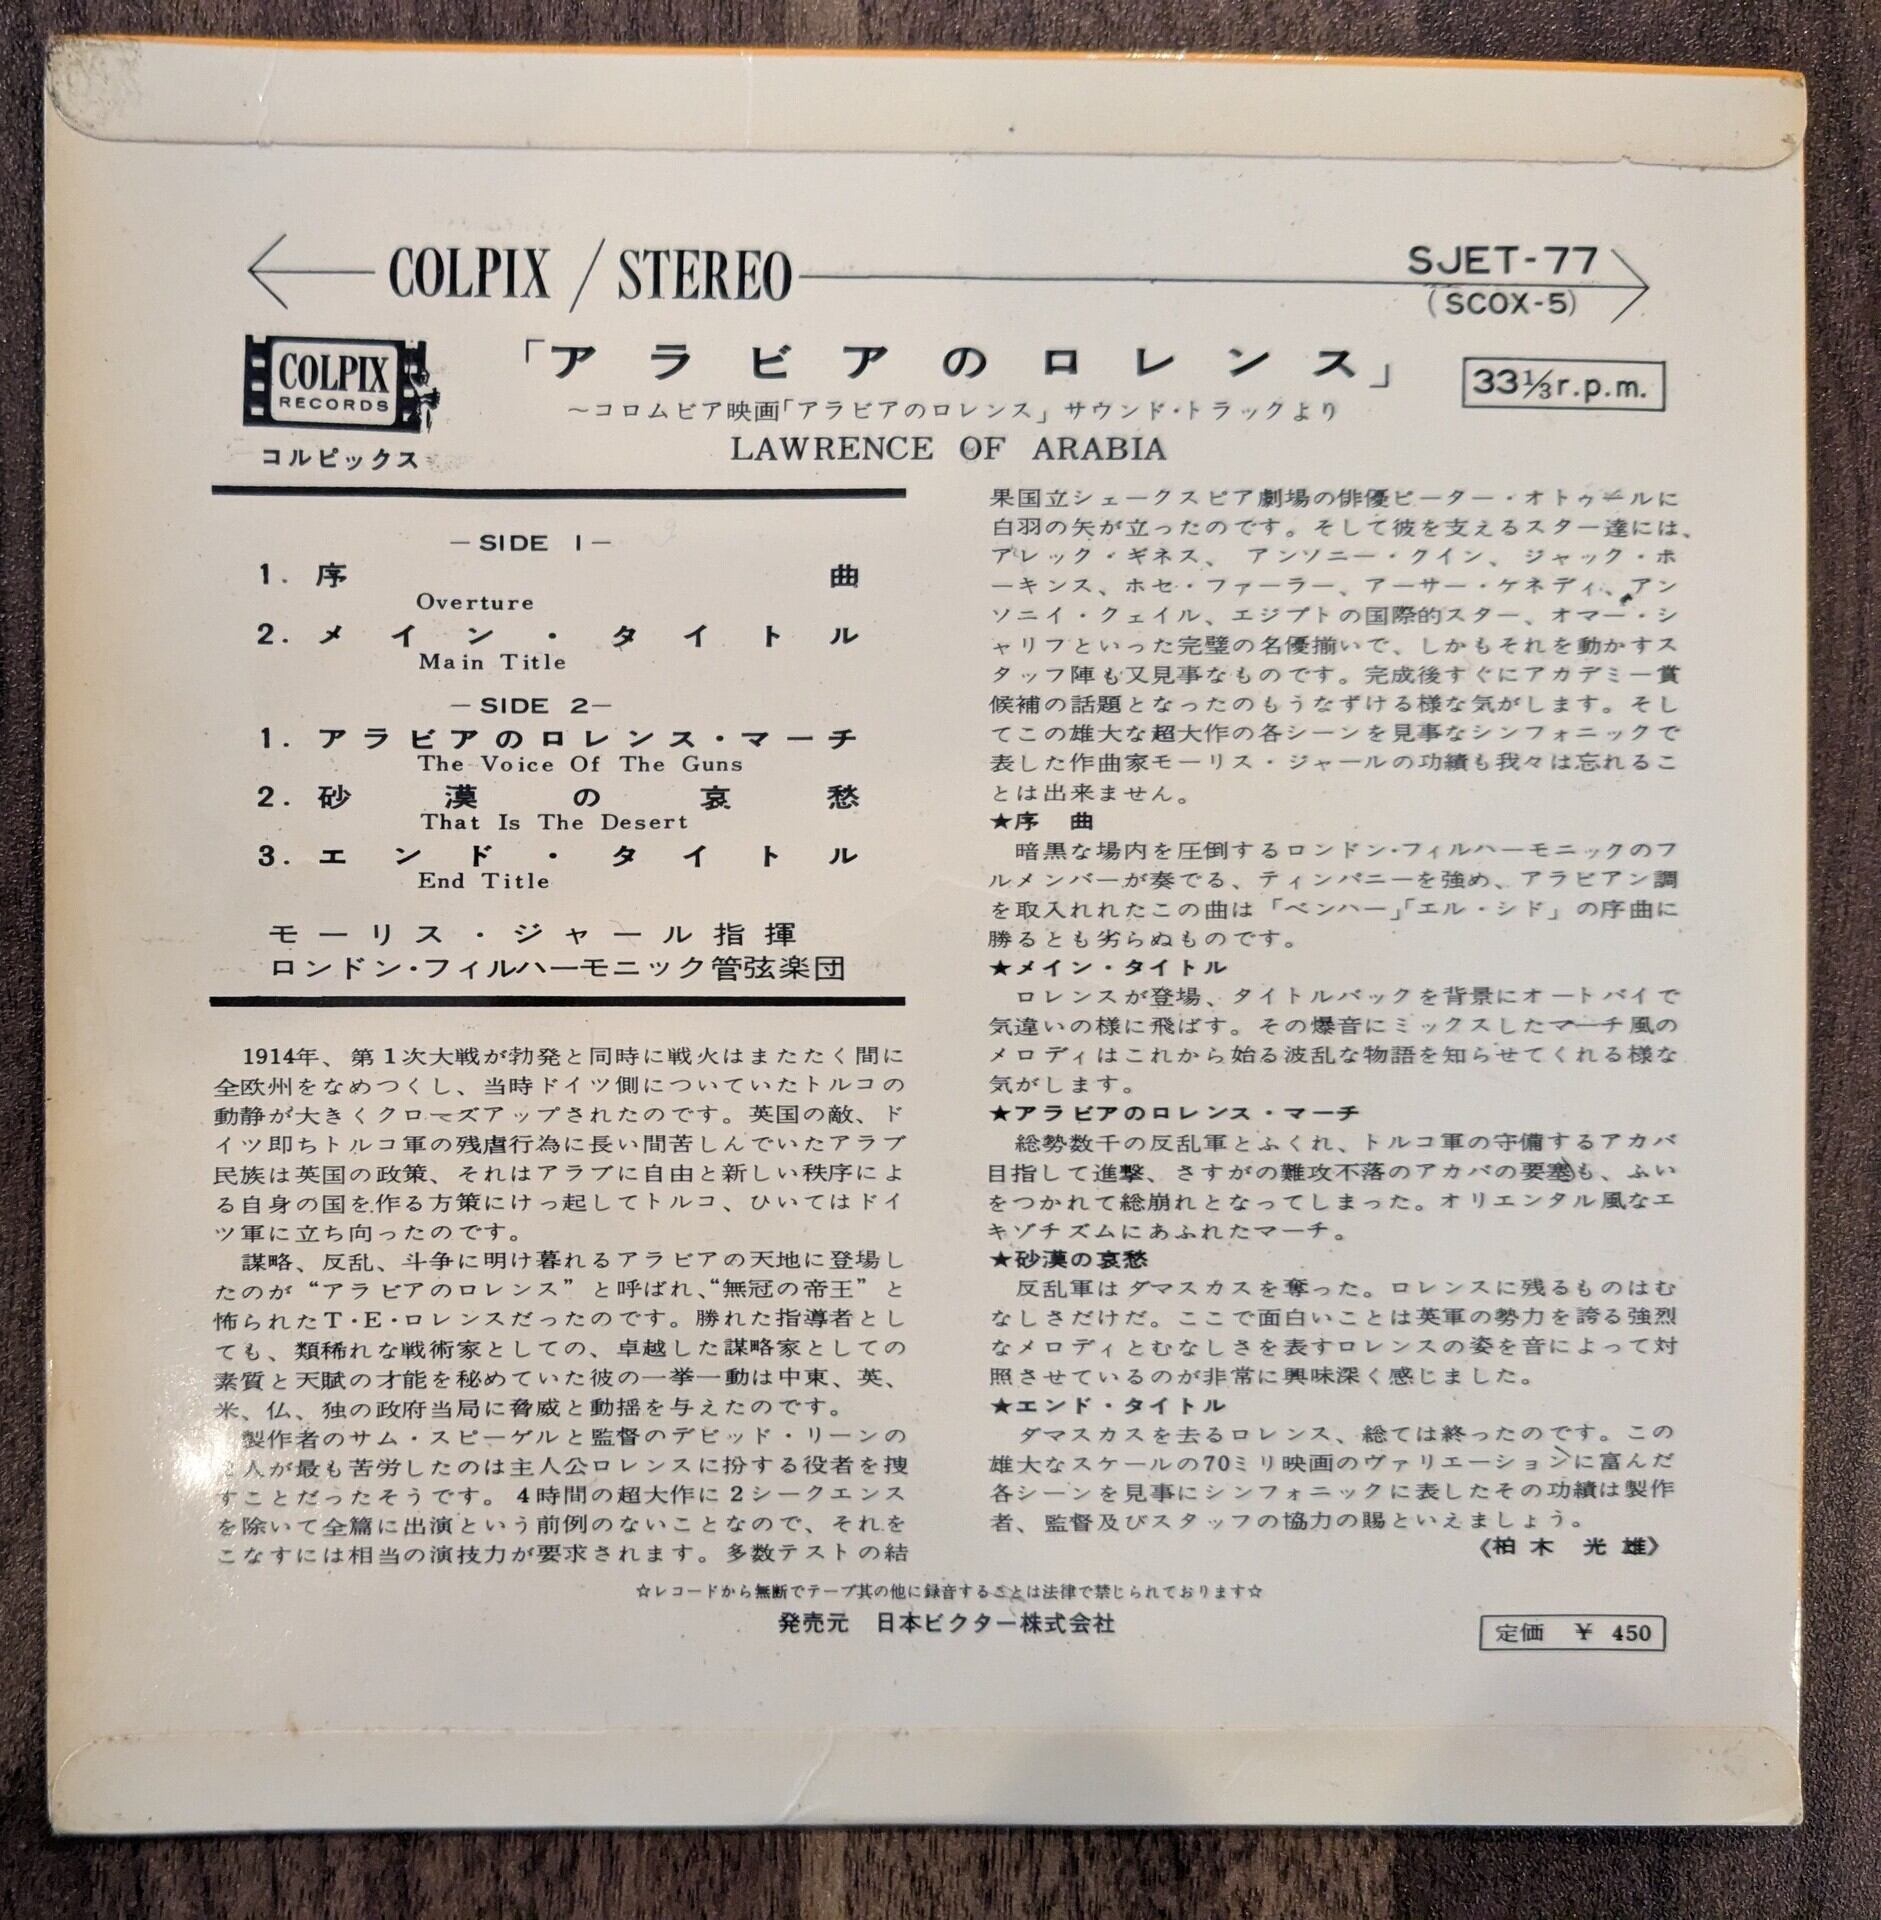 COLPIX / STEREO
SJET-77
(SCOX-5)
COLPIX
RECORDS
コルピックス
「アラビアのロレンス」
〜コロムビア映画「アラビアのロレンス」サウンド・トラックより
LAWRENCE OF ARABIA
33⅓r.p.m.
—SIDE 1—
1. 序曲
Overture
2. メイン・タイトル
Main Title
—SIDE 2—
1. アラビアのロレンス・マーチ
The Voice Of The Guns
2. 砂漠の哀愁
That Is The Desert
3. エンド・タイトル
End Title
モーリス・ジャール指揮
ロンドン・フィルハーモニック管弦楽団
1914年、第1次大戦が勃発と同時に戦火はまたたく間に
全欧州をなめつくし、当時ドイツ側についていたトルコの
動静が大きくクローズアップされたのです。英国の敵、ド
イツ即ちトルコ軍の残虐行為に長い間苦しんでいたアラブ
民族は英国の政策、それはアラブに自由と新しい秩序によ
る自身の国を作る方策にけっ起してトルコ、ひいてはドイ
ツ軍に立ち向ったのです。
謀略、反乱、斗争に明け暮れるアラビアの天地に登場し
たのが“アラビアのロレンス”と呼ばれ、“無冠の帝王”と
怖られたT・E・ロレンスだったのです。勝れた指導者とし
ても、類稀れな戦術家としての、卓越した謀略家としての
素質と天賦の才能を秘めていた彼の一挙一動は中東、英、
米、仏、独の政府当局に脅威と動揺を与えたのです。
製作者のサム・スピーゲルと監督のデビッド・リーンの
2人が最も苦労したのは主人公ロレンスに扮する役者を捜
すことだったそうです。4時間の超大作に2シークエンス
を除いて全篇に出演という前例のないことなので、それを
こなすには相当の演技力が要求されます。多数テストの結
果国立シェークスピア劇場の俳優ピーター・オトゥールに
白羽の矢が立ったのです。そして彼を支えるスター達には、
アレック・ギネス、アンソニー・クイン、ジャック・ホ
ーキンス、ホセ・ファーラー、アーサー・ケネディ、アン
ソニイ・クェイル、エジプトの国際的スター、オマー・シ
ャリフといった完璧の名優揃いで、しかもそれを動かすス
タッフ陣も又見事なものです。完成後すぐにアカデミー賞
候補の話題となったのもうなずける様な気がします。そし
てこの雄大な超大作の各シーンを見事なシンフォニックで
表した作曲家モーリス・ジャールの功績も我々は忘れるこ
とは出来ません。
★序 曲
暗黒な場内を圧倒するロンドン・フィルハーモニックのフ
ルメンバーが奏でる、ティンパニーを強め、アラビアン調
を取入れれたこの曲は「ベンハー」「エル・シド」の序曲に
勝るとも劣らぬものです。
★メイン・タイトル
ロレンスが登場、タイトルバックを背景にオートバイで
気違いの様に飛ばす。その爆音にミックスしたマーチ風の
メロディはこれから始る波乱な物語を知らせてくれる様な
気がします。
★アラビアのロレンス・マーチ
総勢数千の反乱軍とふくれ、トルコ軍の守備するアカバ
目指して進撃、さすがの難攻不落のアカバの要塞も、ふい
をつかれて総崩れとなってしまった。オリエンタル風なエ
キゾチズムにあふれたマーチ。
★砂漠の哀愁
反乱軍はダマスカスを奪った。ロレンスに残るものはむ
なしさだけだ。ここで面白いことは英軍の勢力を誇る強烈
なメロディとむなしさを表すロレンスの姿を音によって対
照させているのが非常に興味深く感じました。
★エンド・タイトル
ダマスカスを去るロレンス、総ては終ったのです。この
雄大なスケールの70ミリ映画のヴァリエーションに富んだ
各シーンを見事にシンフォニックに表したその功績は製作
者、監督及びスタッフの協力の賜といえましょう。
《柏木 光雄》
☆レコードから無断でテープ其の他に録音することは法律で禁じられております☆
発売元 日本ビクター株式会社
定価 ¥ 450